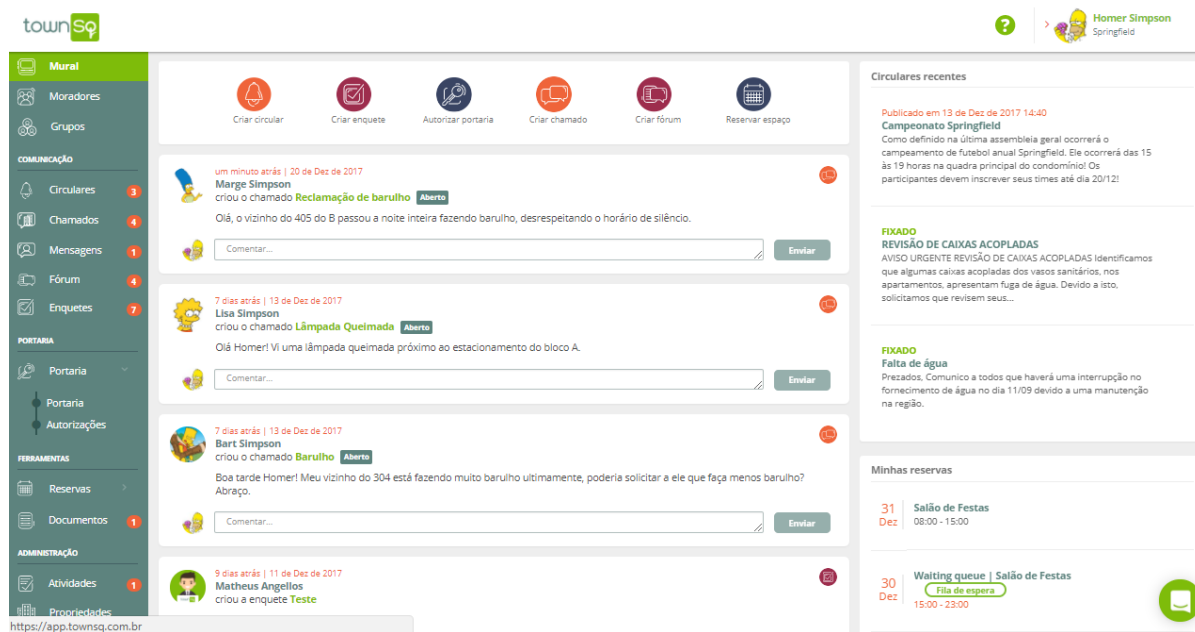 townSq
Homer Simpson
Springfield
Mural
Moradores
Grupos
COMUNICAÇÃO
Circulares 3
Chamados 4
Mensagens 1
Fórum 4
Enquetes 7
PORTARIA
Portaria
Portaria
Autorizações
FERRAMENTAS
Reservas
Documentos 1
ADMINISTRAÇÃO
Atividades 1
Propriedades
https://app.townsq.com.br
Criar circular
Criar enquete
Autorizar portaria
Criar chamado
Criar fórum
Reservar espaço
um minuto atrás | 20 de Dez de 2017
Marge Simpson
criou o chamado Reclamação de barulho Aberto
Olá, o vizinho do 405 do B passou a noite inteira fazendo barulho, desrespeitando o horário de silêncio.
Comentar...
Enviar
7 dias atrás | 13 de Dez de 2017
Lisa Simpson
criou o chamado Lâmpada Queimada Aberto
Olá Homer! Vi uma lâmpada queimada próximo ao estacionamento do bloco A.
Comentar...
Enviar
7 dias atrás | 13 de Dez de 2017
Bart Simpson
criou o chamado Barulho Aberto
Boa tarde Homer! Meu vizinho do 304 está fazendo muito barulho ultimamente, poderia solicitar a ele que faça menos barulho?
Abraço.
Comentar...
Enviar
9 dias atrás | 11 de Dez de 2017
Matheus Angellos
criou a enquete Teste
Circulares recentes
Publicado em 13 de Dez de 2017 14:40
Campeonato Springfield
Como definido na última assembleia geral ocorrerá o
campeamento de futebol anual Springfield. Ele ocorrerá das 15
às 19 horas na quadra principal do condomínio! Os
participantes devem inscrever seus times até dia 20/12!
FIXADO
REVISÃO DE CAIXAS ACOPLADAS
AVISO URGENTE REVISÃO DE CAIXAS ACOPLADAS Identificamos
que algumas caixas acopladas dos vasos sanitários, nos
apartamentos, apresentam fuga de água. Devido a isto,
solicitamos que revisem seus...
FIXADO
Falta de água
Prezados, Comunico a todos que haverá uma interrupção no
fornecimento de água no dia 11/09 devido a uma manutenção
na região.
Minhas reservas
31 Dez
Salão de Festas
08:00 - 15:00
30 Dez
Waiting queue | Salão de Festas
Fila de espera
15:00 - 23:00